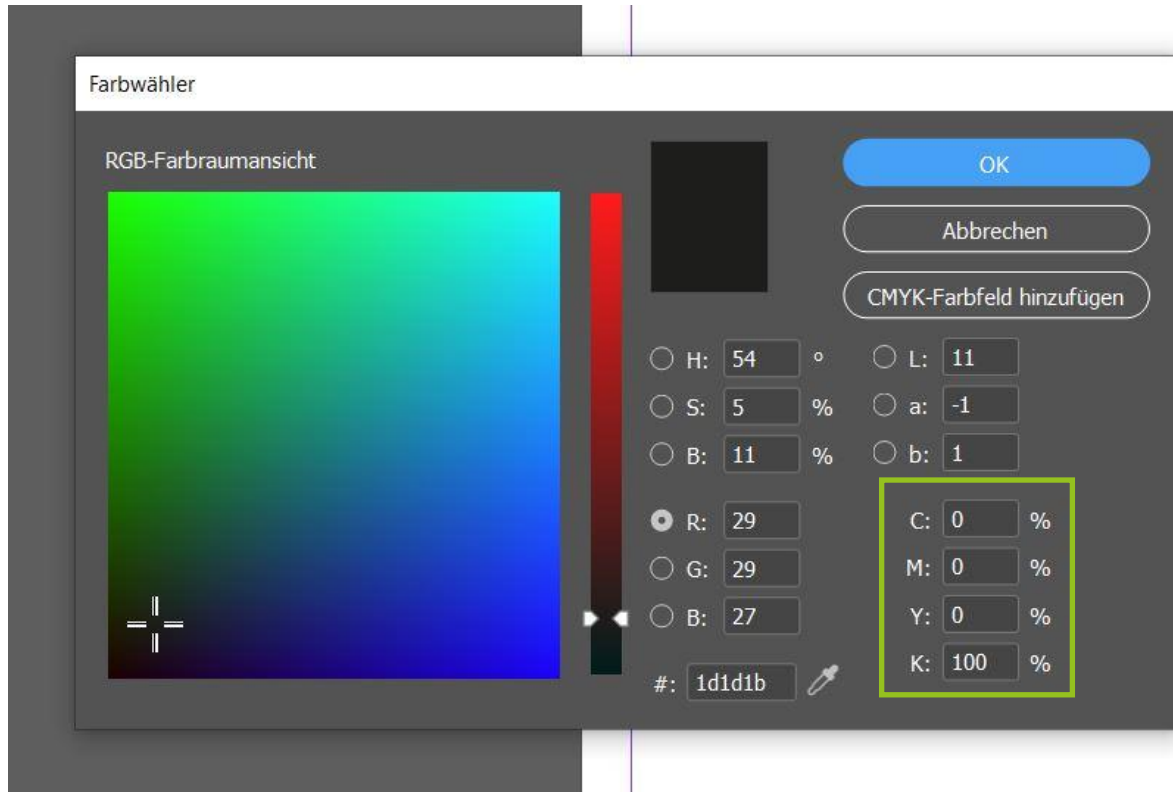 Farbwähler
RGB-Farbraumansicht
OK
Abbrechen
CMYK-Farbfeld hinzufügen
H: 54 °
L: 11
S: 5 %
a: -1
B: 11 %
b: 1
R: 29
C: 0 %
G: 29
M: 0 %
B: 27
Y: 0 %
#: 1d1d1b
K: 100 %